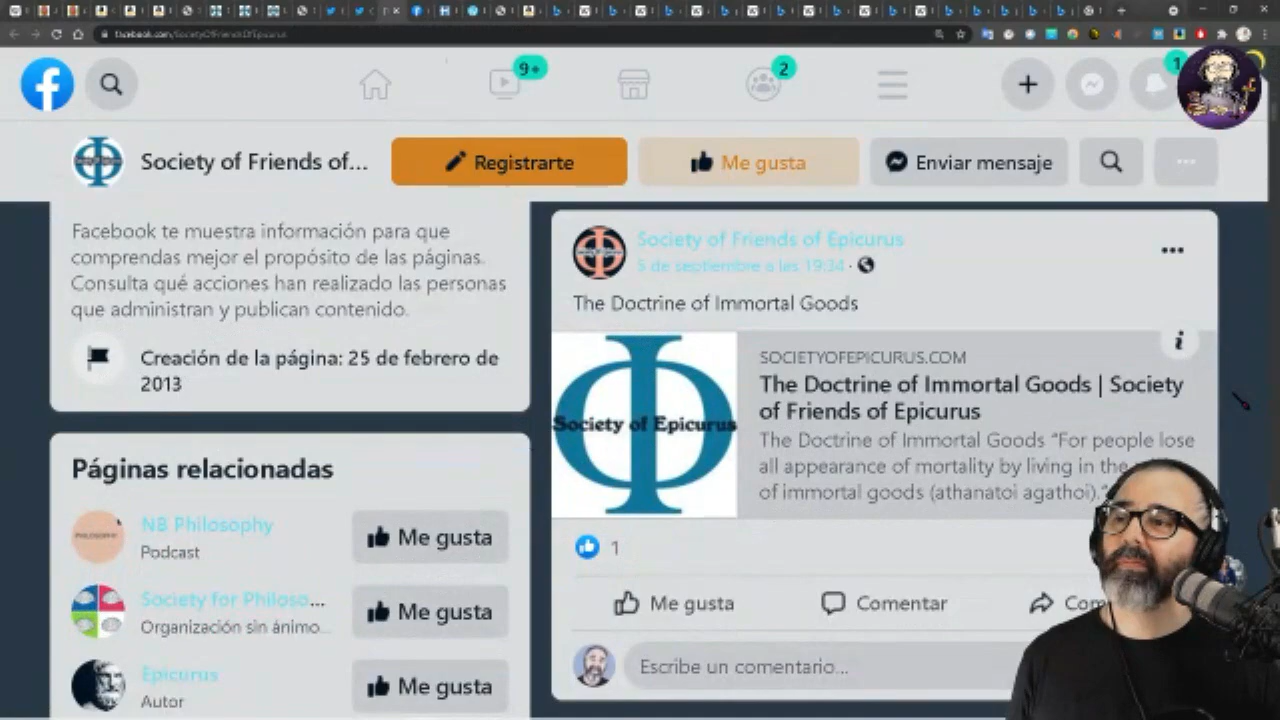 facebook.com/SocietyOfFriendsOfEpicurus
9+
2
1
Society of Friends of...
Registrarte
Me gusta
Enviar mensaje
Facebook te muestra información para que
comprendas mejor el propósito de las páginas.
Consulta qué acciones han realizado las personas
que administran y publican contenido.
Creación de la página: 25 de febrero de
2013
Páginas relacionadas
NB Philosophy
Podcast
Me gusta
Society for Philoso...
Organización sin ánimo...
Me gusta
Epicurus
Autor
Me gusta
Society of Friends of Epicurus
5 de septiembre a las 19:34 ·
The Doctrine of Immortal Goods
Society of Epicurus
SOCIETYOFEPICURUS.COM
The Doctrine of Immortal Goods | Society
of Friends of Epicurus
The Doctrine of Immortal Goods “For people lose
all appearance of mortality by living in the
of immortal goods (athanatoi agathoi).”
1
Me gusta
Comentar
Com
Escribe un comentario...